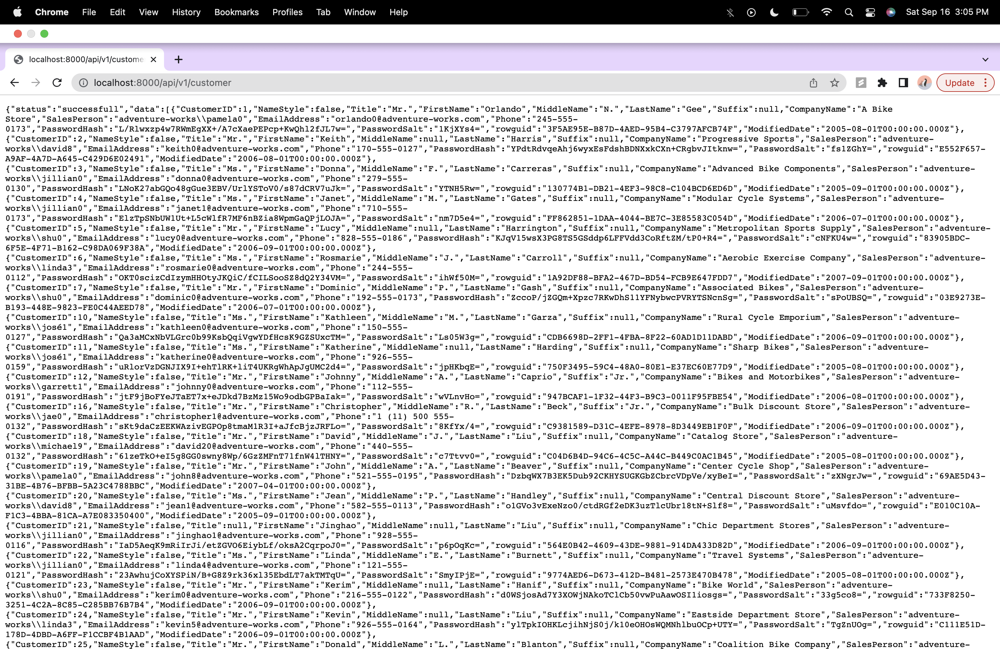 Chrome File Edit View History Bookmarks Profiles Tab Window Help Sat Sep 16 3:05 PM
localhost:8000/api/v1/custome
localhost:8000/api/v1/customer Update
{"status":"successfull","data":[{"CustomerID":1,"NameStyle":false,"Title":"Mr.","FirstName":"Orlando","MiddleName":"N.","LastName":"Gee","Suffix":null,"CompanyName":"A Bike
Store","SalesPerson":"adventure-works\\pamela0","EmailAddress":"orlando0@adventure-works.com","Phone":"245-555-
0173","PasswordHash":"L/Rlwxzp4w7RWmEgXX+/A7cXaePEPcp+KwQhl2fJL7w=","PasswordSalt":"1KjXYs4=","rowguid":"3F5AE95E-B87D-4AED-95B4-C3797AFCB74F","ModifiedDate":"2005-08-01T00:00:00.000Z"},
{"CustomerID":2,"NameStyle":false,"Title":"Mr.","FirstName":"Keith","MiddleName":null,"LastName":"Harris","Suffix":null,"CompanyName":"Progressive Sports","SalesPerson":"adventure-
works\\david8","EmailAddress":"keith0@adventure-works.com","Phone":"170-555-0127","PasswordHash":"YPdtRdvqeAhj6wyxEsFdshBDNXxkCXn+CRgbvJItknw=","PasswordSalt":"fs1ZGhY=","rowguid":"E552F657-
A9AF-4A7D-A645-C429D6E02491","ModifiedDate":"2006-08-01T00:00:00.000Z"},
{"CustomerID":3,"NameStyle":false,"Title":"Ms.","FirstName":"Donna","MiddleName":"F.","LastName":"Carreras","Suffix":null,"CompanyName":"Advanced Bike Components","SalesPerson":"adventure-
works\\jillian0","EmailAddress":"donna0@adventure-works.com","Phone":"279-555-
0130","PasswordHash":"LNoK27abGQo48gGue3EBV/UrlYSToV0/s87dCRV7uJk=","PasswordSalt":"YTNH5Rw=","rowguid":"130774B1-DB21-4EF3-98C8-C104BCD6ED6D","ModifiedDate":"2005-09-01T00:00:00.000Z"},
{"CustomerID":4,"NameStyle":false,"Title":"Ms.","FirstName":"Janet","MiddleName":"M.","LastName":"Gates","Suffix":null,"CompanyName":"Modular Cycle Systems","SalesPerson":"adventure-
works\\jillian0","EmailAddress":"janet1@adventure-works.com","Phone":"710-555-
0173","PasswordHash":"ElzTpSNbUW1Ut+L5cWlfR7MF6nBZia8WpmGaQPjLOJA=","PasswordSalt":"nm7D5e4=","rowguid":"FF862851-1DAA-4044-BE7C-3E85583C054D","ModifiedDate":"2006-07-01T00:00:00.000Z"},
{"CustomerID":5,"NameStyle":false,"Title":"Mr.","FirstName":"Lucy","MiddleName":null,"LastName":"Harrington","Suffix":null,"CompanyName":"Metropolitan Sports Supply","SalesPerson":"adventure-
works\\shu0","EmailAddress":"lucy0@adventure-works.com","Phone":"828-555-0186","PasswordHash":"KJqV15wsX3PG8TS5GSddp6LFFVdd3CoRftZM/tP0+R4=","PasswordSalt":"cNFKU4w=","rowguid":"83905BDC-
6F5E-4F71-B162-C98DA069F38A","ModifiedDate":"2006-09-01T00:00:00.000Z"},
{"CustomerID":6,"NameStyle":false,"Title":"Ms.","FirstName":"Rosmarie","MiddleName":"J.","LastName":"Carroll","Suffix":null,"CompanyName":"Aerobic Exercise Company","SalesPerson":"adventure-
works\\linda3","EmailAddress":"rosmarie0@adventure-works.com","Phone":"244-555-
0112","PasswordHash":"OKT0scizCdIzymHHOtyJKQiC/fCILSooSZ8dQ2Y34VM=","PasswordSalt":"ihWf50M=","rowguid":"1A92DF88-BFA2-467D-BD54-FCB9E647FDD7","ModifiedDate":"2007-09-01T00:00:00.000Z"},
{"CustomerID":7,"NameStyle":false,"Title":"Mr.","FirstName":"Dominic","MiddleName":"P.","LastName":"Gash","Suffix":null,"CompanyName":"Associated Bikes","SalesPerson":"adventure-
works\\shu0","EmailAddress":"dominic0@adventure-works.com","Phone":"192-555-0173","PasswordHash":"ZccoP/jZGQm+Xpzc7RKwDhS11YFNybwcPVRYTSNcnSg=","PasswordSalt":"sPoUBSQ=","rowguid":"03E9273E-
B193-448E-9823-FE0C44AEED78","ModifiedDate":"2006-07-01T00:00:00.000Z"},
{"CustomerID":10,"NameStyle":false,"Title":"Ms.","FirstName":"Kathleen","MiddleName":"M.","LastName":"Garza","Suffix":null,"CompanyName":"Rural Cycle Emporium","SalesPerson":"adventure-
works\\josé1","EmailAddress":"kathleen0@adventure-works.com","Phone":"150-555-
0127","PasswordHash":"Qa3aMCxNbVLGrc0b99KsbQqiVgwYDfHcsK9GZSUxcTM=","PasswordSalt":"Ls05W3g=","rowguid":"CDB6698D-2FF1-4FBA-8F22-60AD1D11DABD","ModifiedDate":"2006-09-01T00:00:00.000Z"},
{"CustomerID":11,"NameStyle":false,"Title":"Ms.","FirstName":"Katherine","MiddleName":null,"LastName":"Harding","Suffix":null,"CompanyName":"Sharp Bikes","SalesPerson":"adventure-
works\\josé1","EmailAddress":"katherine0@adventure-works.com","Phone":"926-555-
0159","PasswordHash":"uRlorVzDGNJIX9I+ehTlRK+liT4UKRgWhApJgUMC2d4=","PasswordSalt":"jpHKbqE=","rowguid":"750F3495-59C4-48A0-80E1-E37EC60E77D9","ModifiedDate":"2005-08-01T00:00:00.000Z"},
{"CustomerID":12,"NameStyle":false,"Title":"Mr.","FirstName":"Johnny","MiddleName":"A.","LastName":"Caprio","Suffix":"Jr.","CompanyName":"Bikes and Motorbikes","SalesPerson":"adventure-
works\\garrett1","EmailAddress":"johnny0@adventure-works.com","Phone":"112-555-
0191","PasswordHash":"jtF9jBoFYeJTaET7x+eJDkd7BzMz15Wo9odbGPBaIak=","PasswordSalt":"wVLnvHo=","rowguid":"947BCAF1-1F32-44F3-B9C3-0011F95FBE54","ModifiedDate":"2006-08-01T00:00:00.000Z"},
{"CustomerID":16,"NameStyle":false,"Title":"Mr.","FirstName":"Christopher","MiddleName":"R.","LastName":"Beck","Suffix":"Jr.","CompanyName":"Bulk Discount Store","SalesPerson":"adventure-
works\\jae0","EmailAddress":"christopher1@adventure-works.com","Phone":"1 (11) 500 555-
0132","PasswordHash":"sKt9daCzEEKWAzivEGPOp8tmaM1R3I+aJfcBjzJRFLo=","PasswordSalt":"8KfYx/4=","rowguid":"C9381589-D31C-4EFE-8978-8D3449EB1F0F","ModifiedDate":"2006-09-01T00:00:00.000Z"},
{"CustomerID":18,"NameStyle":false,"Title":"Mr.","FirstName":"David","MiddleName":"J.","LastName":"Liu","Suffix":null,"CompanyName":"Catalog Store","SalesPerson":"adventure-
works\\michael9","EmailAddress":"david20@adventure-works.com","Phone":"440-555-
0132","PasswordHash":"61zeTkO+eI5g8GG0swny8Wp/6GzZMFnT71fnW4lTHNY=","PasswordSalt":"c7Ttvv0=","rowguid":"C04D6B4D-94C6-4C5C-A44C-B449C0AC1B45","ModifiedDate":"2005-08-01T00:00:00.000Z"},
{"CustomerID":19,"NameStyle":false,"Title":"Mr.","FirstName":"John","MiddleName":"A.","LastName":"Beaver","Suffix":null,"CompanyName":"Center Cycle Shop","SalesPerson":"adventure-
works\\pamela0","EmailAddress":"john8@adventure-works.com","Phone":"521-555-0195","PasswordHash":"DzbqWX7B3EK5Dub92CKHYSUGKGbZCbrcVDpVe/xyBeI=","PasswordSalt":"zXNgrJw=","rowguid":"69AE5D43-
31BE-4B76-BFBB-5A23C4788BBC","ModifiedDate":"2007-04-01T00:00:00.000Z"},
{"CustomerID":20,"NameStyle":false,"Title":"Ms.","FirstName":"Jean","MiddleName":"P.","LastName":"Handley","Suffix":null,"CompanyName":"Central Discount Store","SalesPerson":"adventure-
works\\david8","EmailAddress":"jean1@adventure-works.com","Phone":"582-555-0113","PasswordHash":"o1GVo3vExeNzo0/ctdRGf2eDK3uzTlcUbr18tN+Slf8=","PasswordSalt":"uMsvfdo=","rowguid":"E010C10A-
F1C3-4BBA-81CA-A7E083350400","ModifiedDate":"2005-09-01T00:00:00.000Z"},
{"CustomerID":21,"NameStyle":false,"Title":null,"FirstName":"Jinghao","MiddleName":null,"LastName":"Liu","Suffix":null,"CompanyName":"Chic Department Stores","SalesPerson":"adventure-
works\\jillian0","EmailAddress":"jinghao1@adventure-works.com","Phone":"928-555-
0116","PasswordHash":"IaD5AeqK9mRiIrJi/etZGVO6EiybLf/oksA2CqrpoJ0=","PasswordSalt":"p6pOqKc=","rowguid":"564E0B42-4609-43DE-9881-914DA433D82D","ModifiedDate":"2006-09-01T00:00:00.000Z"},
{"CustomerID":22,"NameStyle":false,"Title":"Ms.","FirstName":"Linda","MiddleName":"E.","LastName":"Burnett","Suffix":null,"CompanyName":"Travel Systems","SalesPerson":"adventure-
works\\jillian0","EmailAddress":"linda4@adventure-works.com","Phone":"121-555-
0121","PasswordHash":"23AwhujCoXYSPiN/B+G8Z9rk36xl35EbdLT7akTMTqU=","PasswordSalt":"SmyIPjE=","rowguid":"9774AED6-D673-412D-B481-2573E470B478","ModifiedDate":"2005-08-01T00:00:00.000Z"},
{"CustomerID":23,"NameStyle":false,"Title":"Mr.","FirstName":"Kerim","MiddleName":null,"LastName":"Hanif","Suffix":null,"CompanyName":"Bike World","SalesPerson":"adventure-
works\\shu0","EmailAddress":"kerim0@adventure-works.com","Phone":"216-555-0122","PasswordHash":"d0WSjosAd7Y3XOWjNAkoTClCb50vwPuAawOSI1iosgs=","PasswordSalt":"33g5co8=","rowguid":"733F8250-
3251-4C2A-8C85-C285BB76B7B4","ModifiedDate":"2006-09-01T00:00:00.000Z"},
{"CustomerID":24,"NameStyle":false,"Title":"Mr.","FirstName":"Kevin","MiddleName":null,"LastName":"Liu","Suffix":null,"CompanyName":"Eastside Department Store","SalesPerson":"adventure-
works\\linda3","EmailAddress":"kevin5@adventure-works.com","Phone":"926-555-0164","PasswordHash":"ylTpkIOHKLcjihNjS0j/k10eOHOsWQMNhlbuOCp+UTY=","PasswordSalt":"TgZnUOg=","rowguid":"C111E51D-
178D-4DBD-A6FF-F1CCBF4B1AAD","ModifiedDate":"2006-09-01T00:00:00.000Z"},
{"CustomerID":25,"NameStyle":false,"Title":"Mr.","FirstName":"Donald","MiddleName":"L.","LastName":"Blanton","Suffix":null,"CompanyName":"Coalition Bike Company","SalesPerson":"adventure-